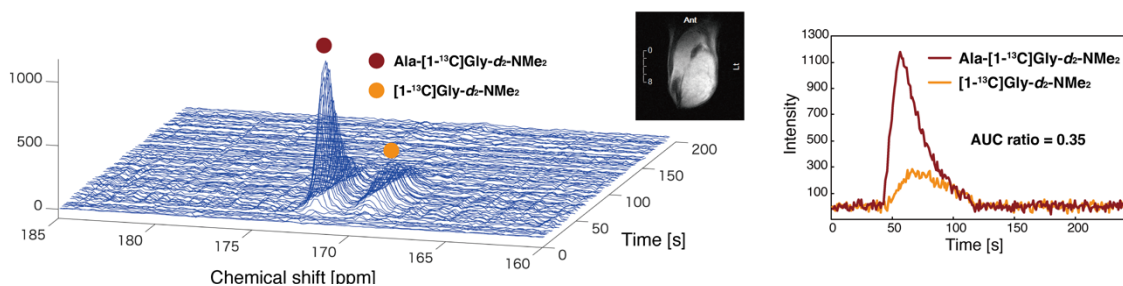 1000
500
0
185
180
175
170
165
160
Chemical shift [ppm]
0
50
100
150
200
Time [s]
Ala-[1-¹³C]Gly-d₂-NMe₂
[1-¹³C]Gly-d₂-NMe₂
Ant
0
8
Lt
1300
1100
900
700
500
300
100
Intensity
Ala-[1-¹³C]Gly-d₂-NMe₂
[1-¹³C]Gly-d₂-NMe₂
AUC ratio = 0.35
0
50
100
150
200
Time [s]